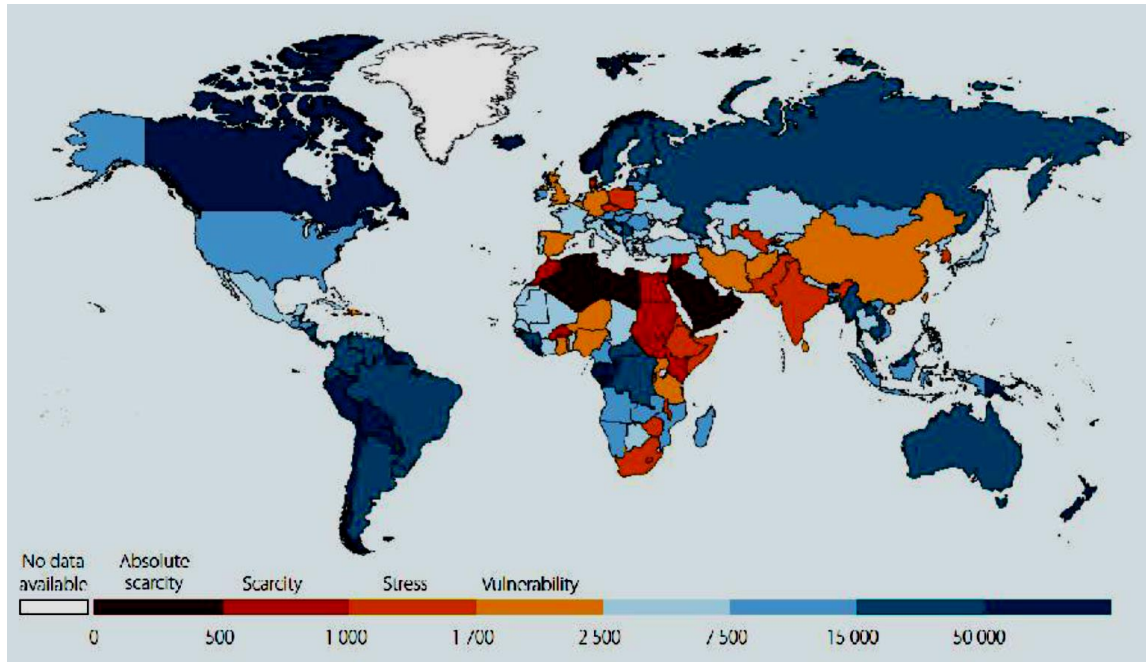 No data available
Absolute scarcity
Scarcity
Stress
Vulnerability
0 500 1 000 1 700 2 500 7 500 15 000 50 000